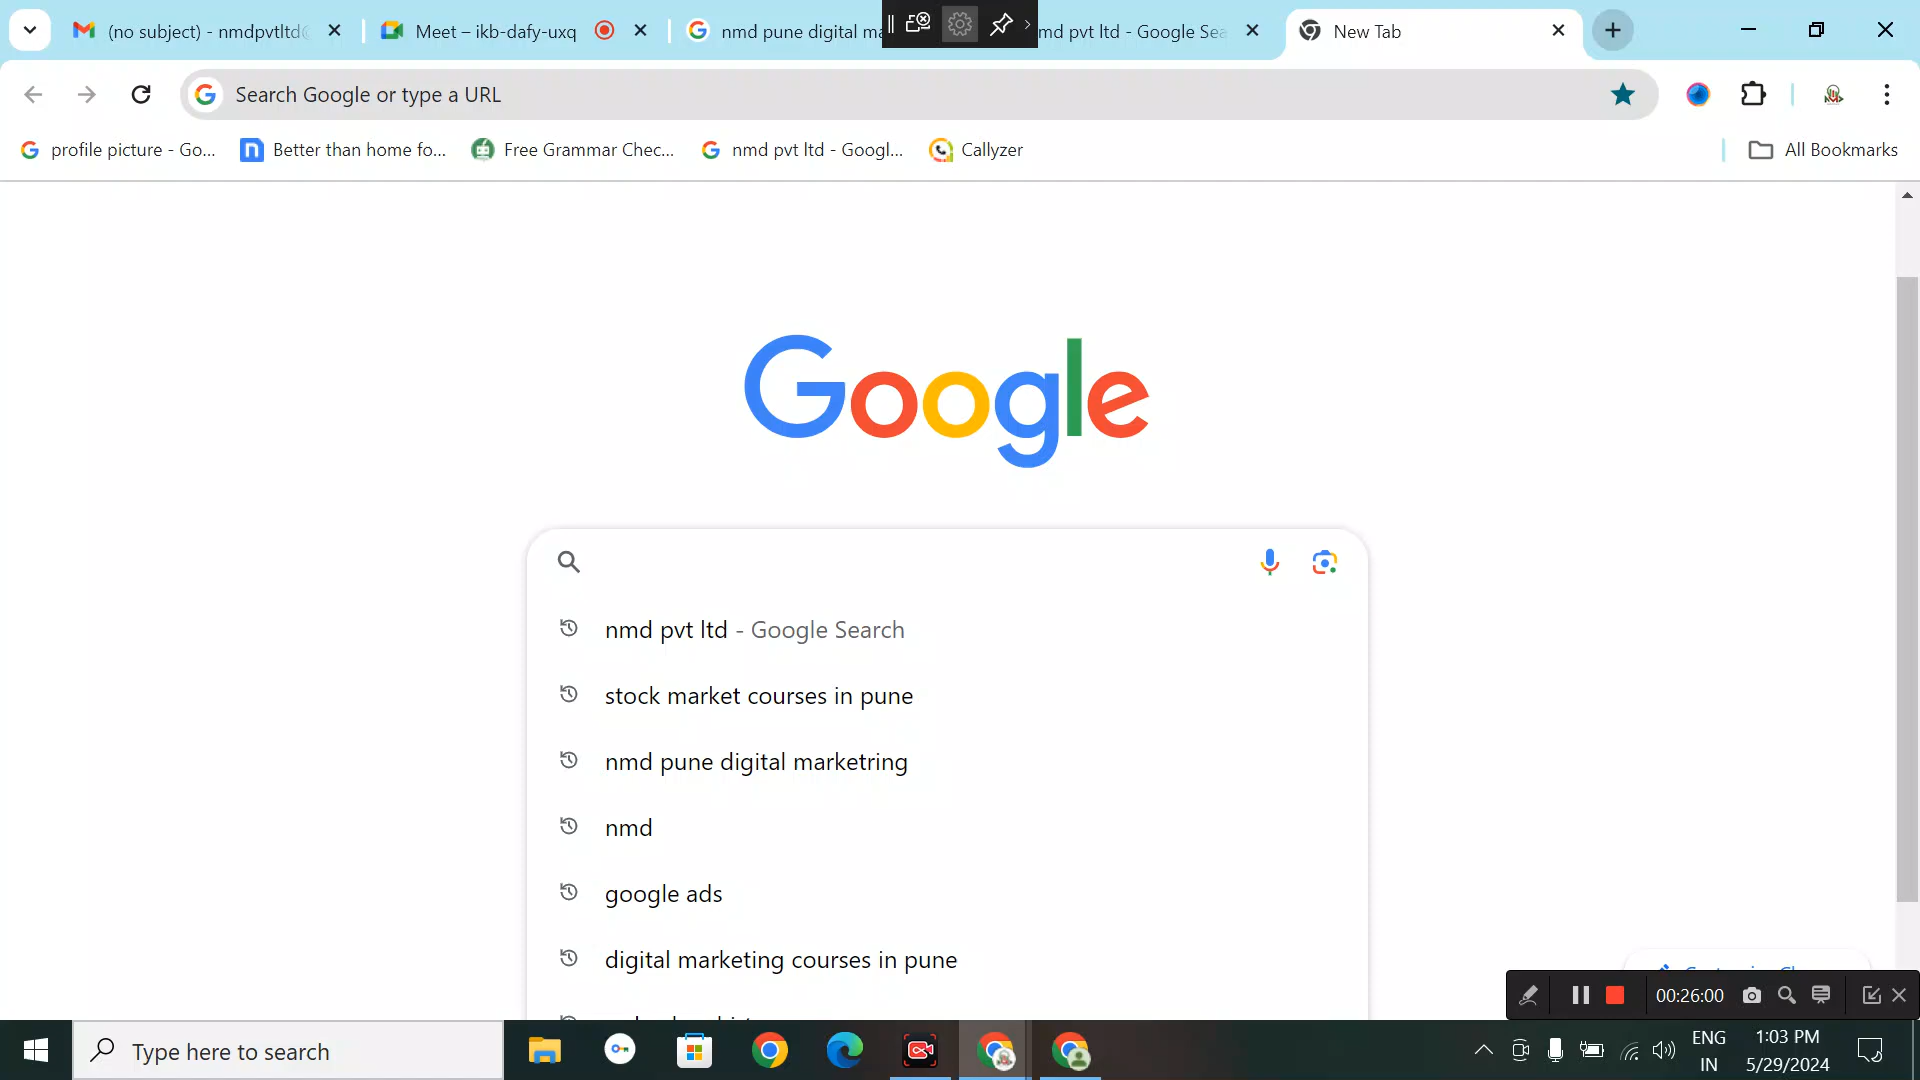 (no subject) - nmdpvtltd@
Meet – ikb-dafy-uxq
nmd pune digital ma
md pvt ltd - Google Sea
New Tab
Search Google or type a URL
profile picture - Go...
Better than home fo...
Free Grammar Chec...
nmd pvt ltd - Googl...
Callyzer
All Bookmarks
Google
nmd pvt ltd - Google Search
stock market courses in pune
nmd pune digital marketring
nmd
google ads
digital marketing courses in pune
00:26:00
Type here to search
ENG
IN
1:03 PM
5/29/2024